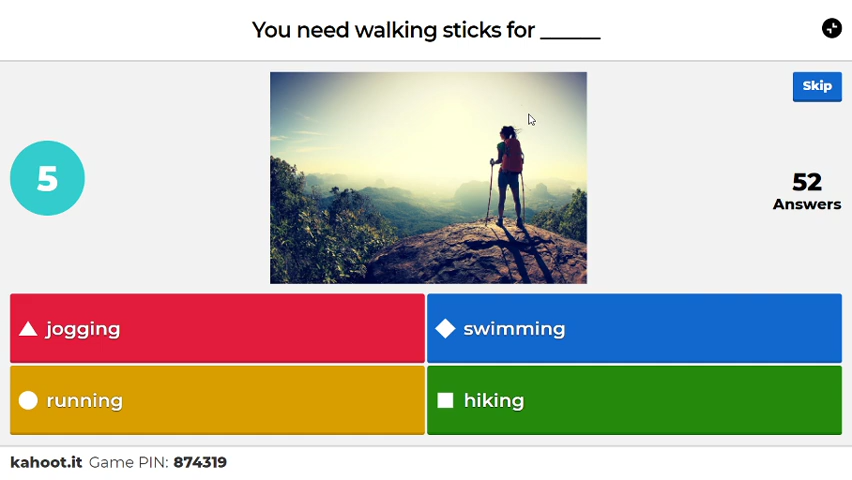 You need walking sticks for ______
Skip
5
52
Answers
jogging
swimming
running
hiking
kahoot.it Game PIN: 874319